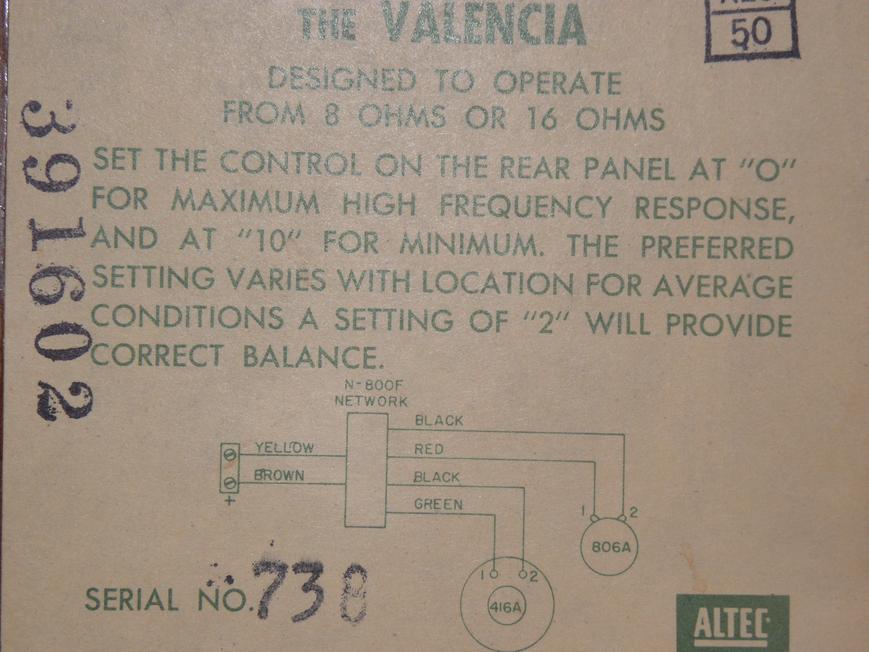 THE VALENCIA
50
DESIGNED TO OPERATE
FROM 8 OHMS OR 16 OHMS
391602
SET THE CONTROL ON THE REAR PANEL AT "O"
FOR MAXIMUM HIGH FREQUENCY RESPONSE,
AND AT "10" FOR MINIMUM. THE PREFERRED
SETTING VARIES WITH LOCATION FOR AVERAGE
CONDITIONS A SETTING OF "2" WILL PROVIDE
CORRECT BALANCE.
N-800F
NETWORK
BLACK
YELLOW
RED
BROWN
BLACK
+
GREEN
1 2
806A
1 2
416A
SERIAL NO. 738
ALTEC